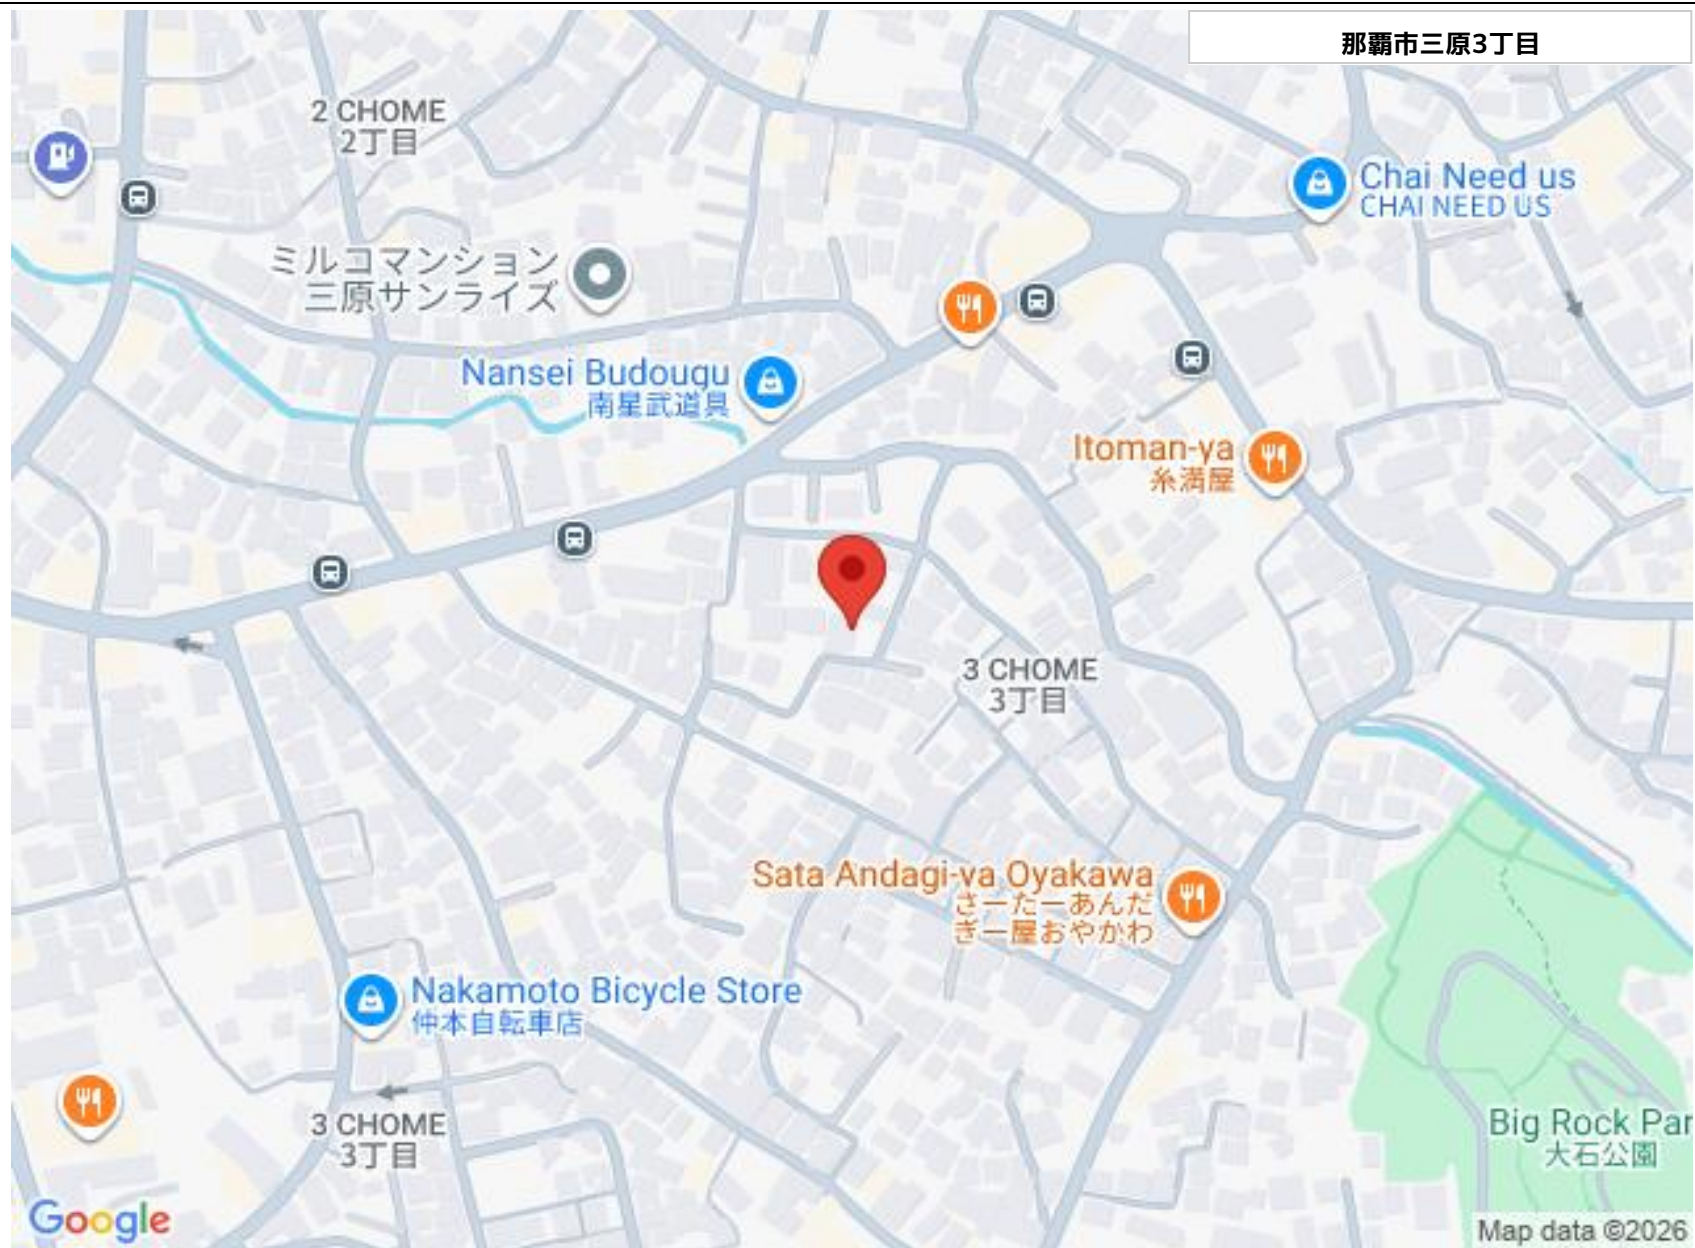 那覇市三原3丁目
2 CHOME
2丁目
Chai Need us
CHAI NEED US
ミルコマンション
三原サンライズ
Nansei Budougu
南星武道具
Itoman-ya
糸満屋
3 CHOME
3丁目
Sata Andagi-ya Oyakawa
さーたーあんだ
ぎー屋おやかわ
Nakamoto Bicycle Store
仲本自転車店
3 CHOME
3丁目
Big Rock Par
大石公園
Google
Map data ©2026